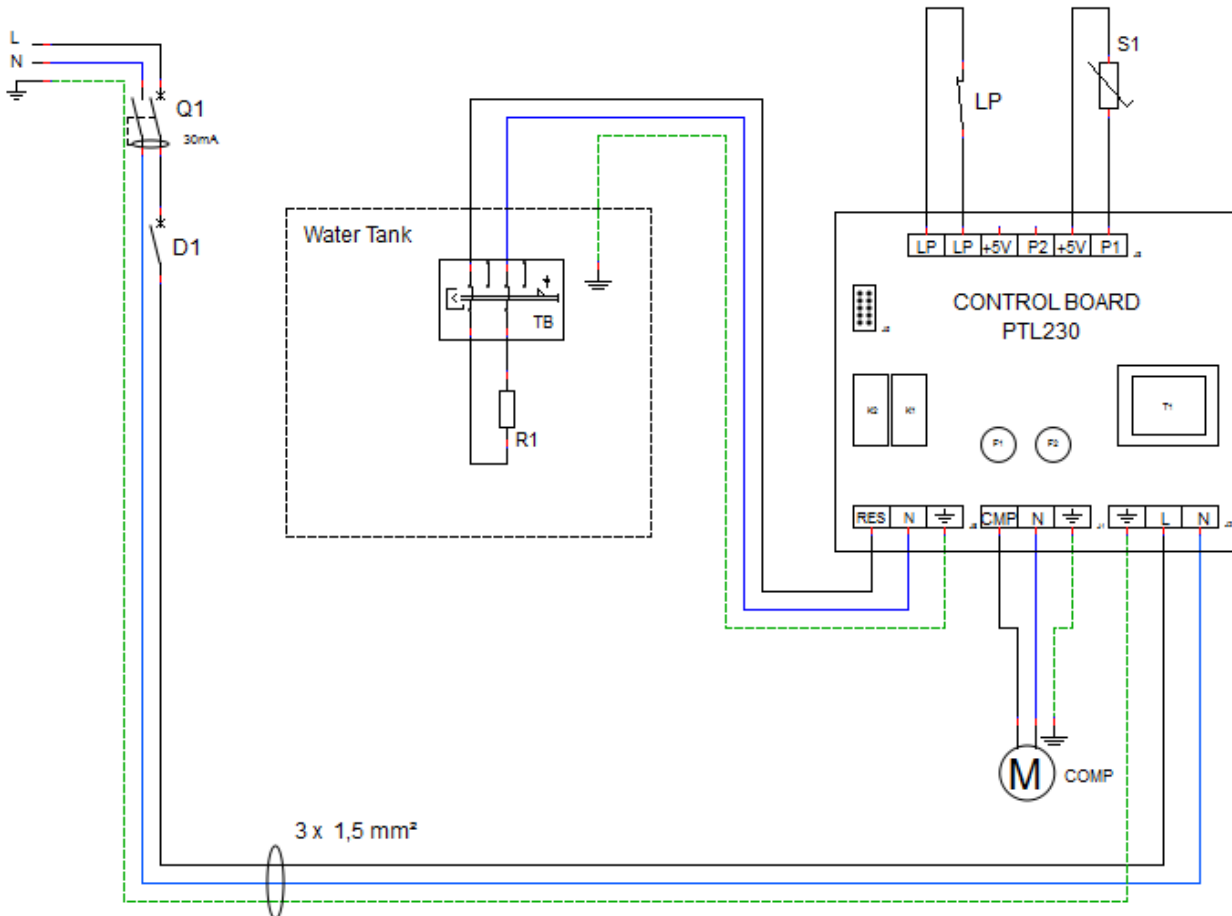 L
N
Q1
30mA
D1
Water Tank
TB
R1
LP
S1
LP LP +5V P2 +5V P1
CONTROL BOARD
PTL230
K2 K1
F1 F2
T1
RES N CMP N L N
M COMP
3 x 1,5 mm²